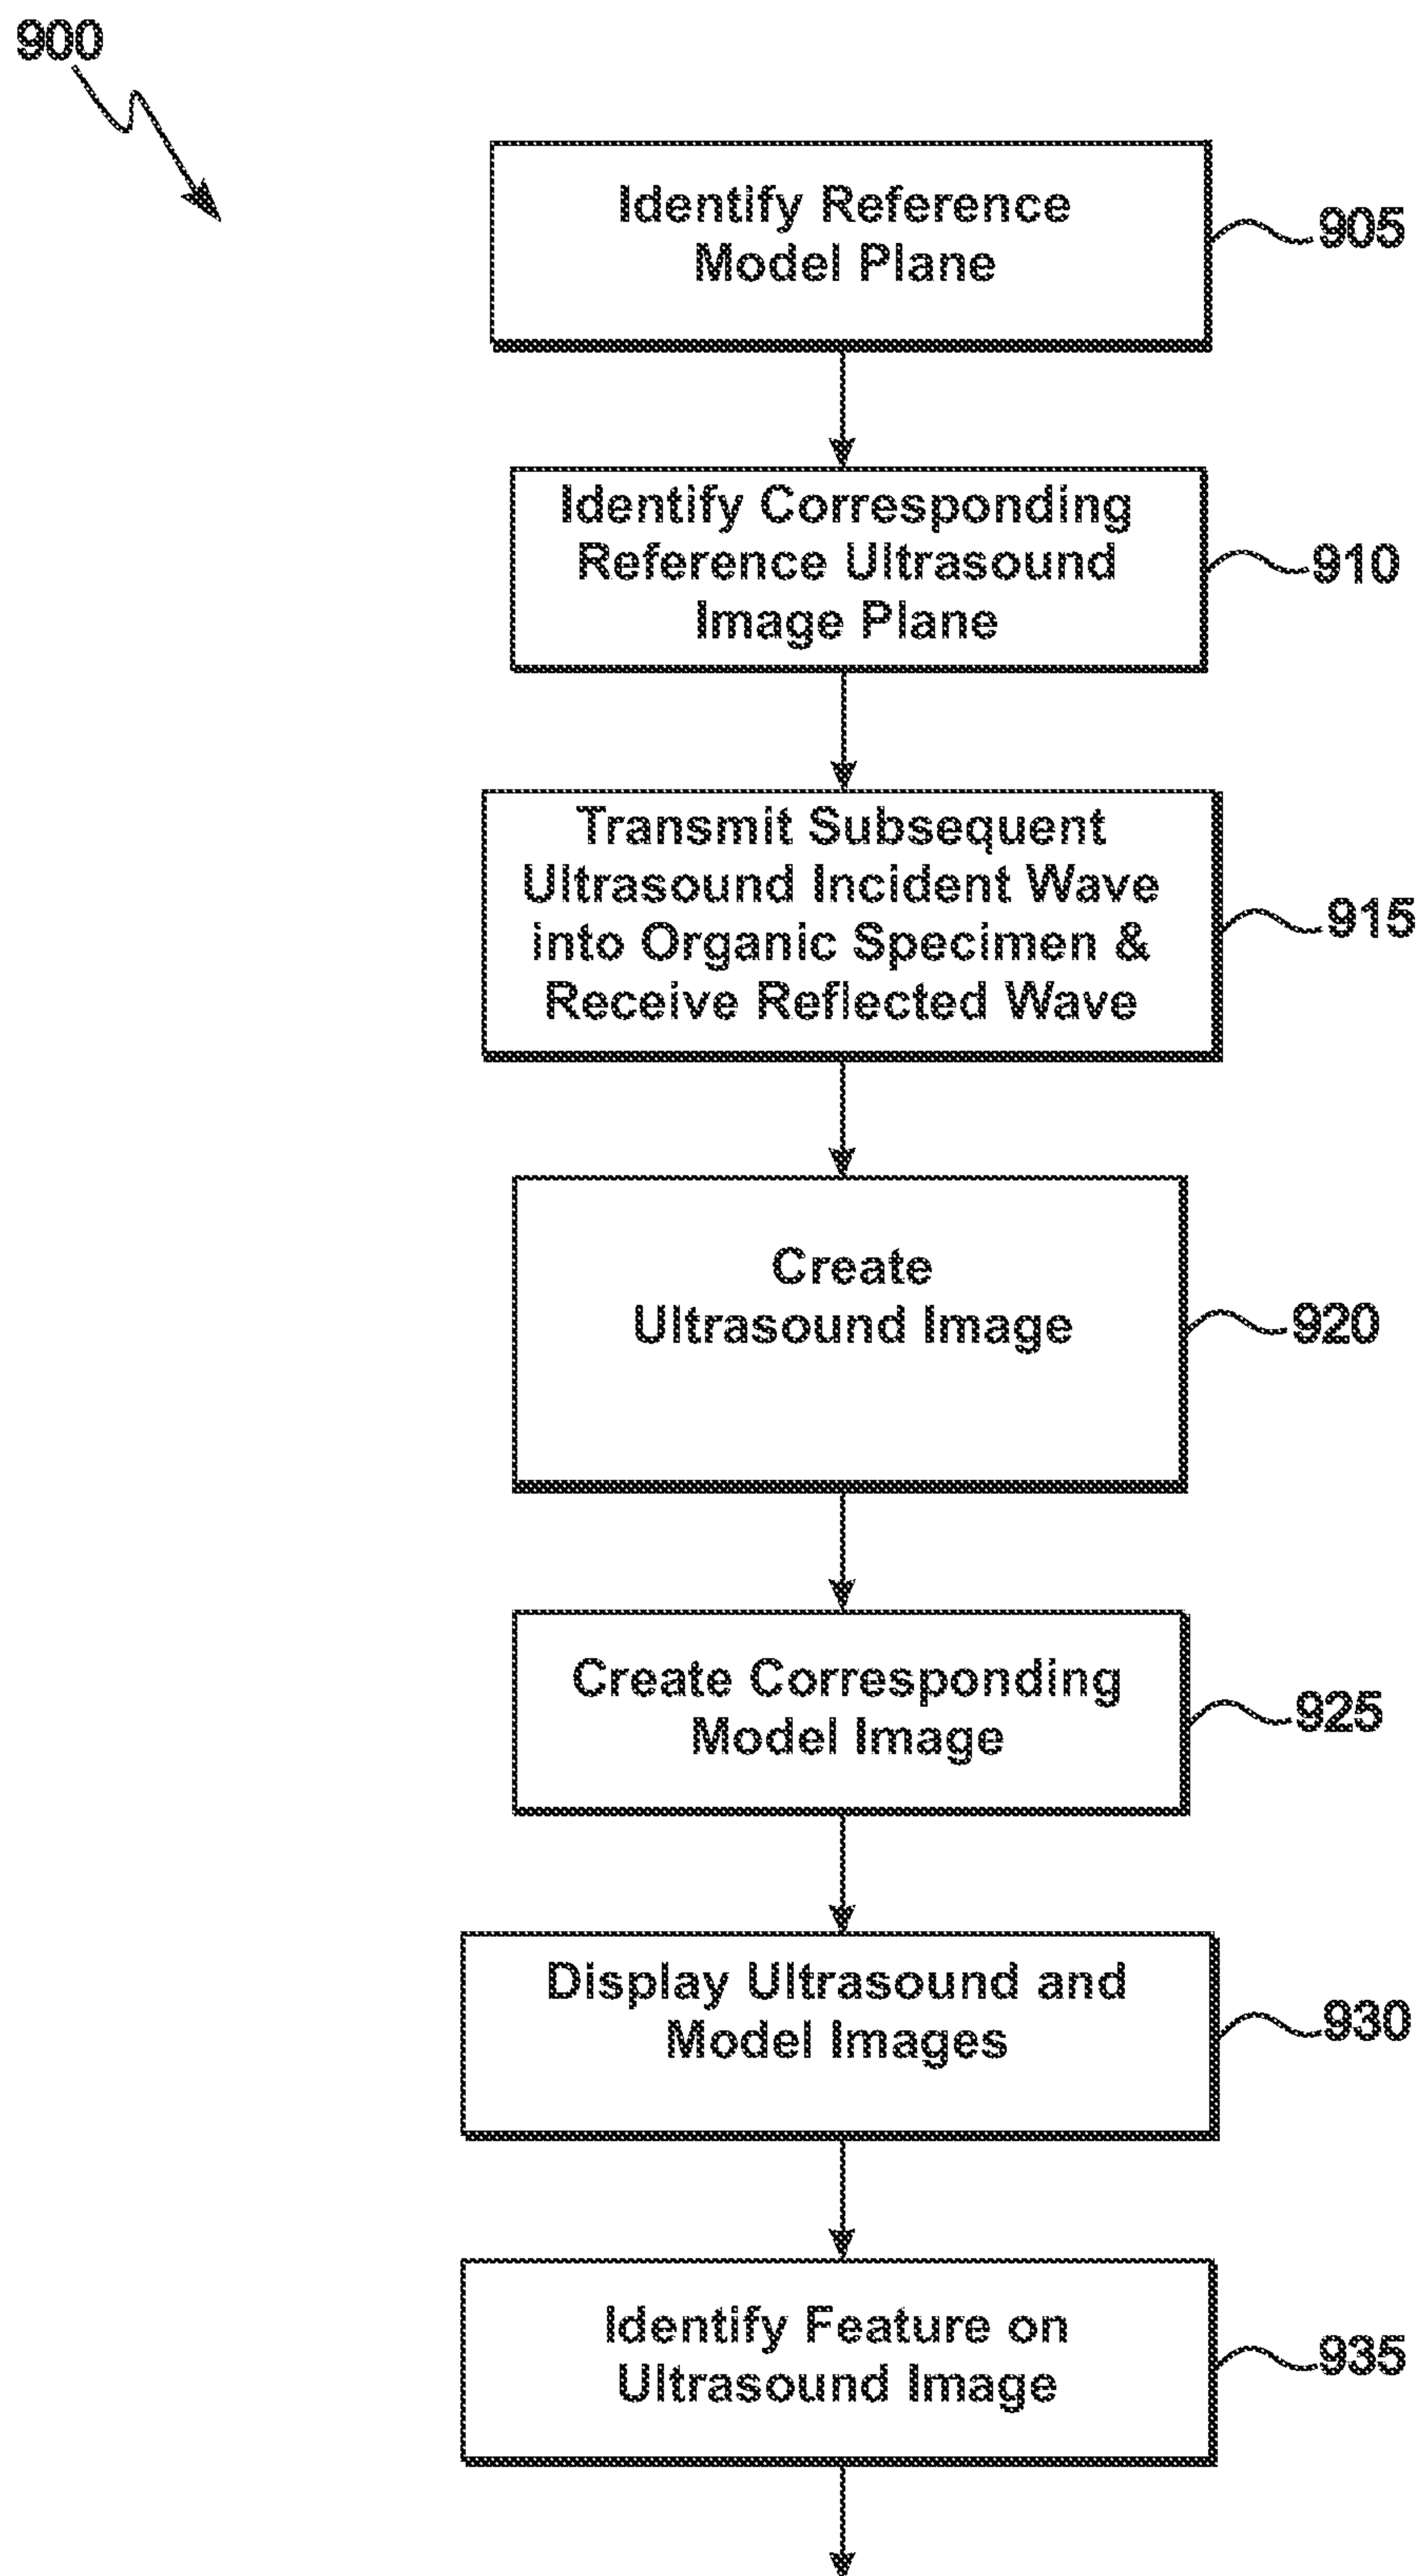 900
Identify Reference
Model Plane
905
Identify Corresponding
Reference Ultrasound
Image Plane
910
Transmit Subsequent
Ultrasound Incident Wave
into Organic Specimen &
Receive Reflected Wave
915
Create
Ultrasound Image
920
Create Corresponding
Model Image
925
Display Ultrasound and
Model Images
930
Identify Feature on
Ultrasound Image
935